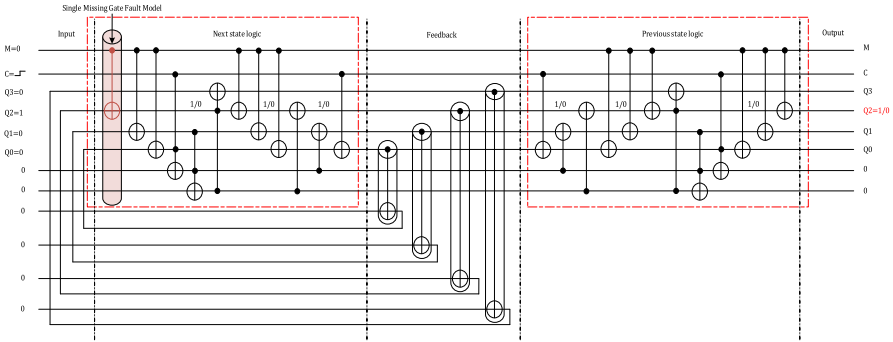 Single Missing Gate Fault Model
Input Next state logic Feedback Previous state logic Output
M=0 M
C= C
Q3=0 Q3
1/0 1/0 1/0 1/0 1/0 1/0
Q2=1 Q2=1/0
Q1=0 Q1
Q0=0 Q0
0 0
0 0
0
0
0
0